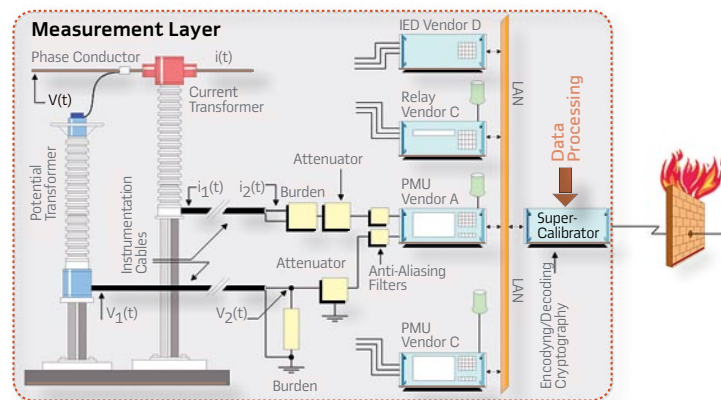 Measurement Layer
Phase Conductor
i(t)
V(t)
Current
Transformer
Potential
Transformer
i1(t)
i2(t)
Burden
Attenuator
Instrumentation
Cables
Attenuator
Anti-Aliasing
Filters
V1(t)
V2(t)
Burden
IED Vendor D
Relay
Vendor C
PMU
Vendor A
PMU
Vendor C
LAN
LAN
Data
Processing
Super-
Calibrator
Encodyng/Decoding
Cryptography